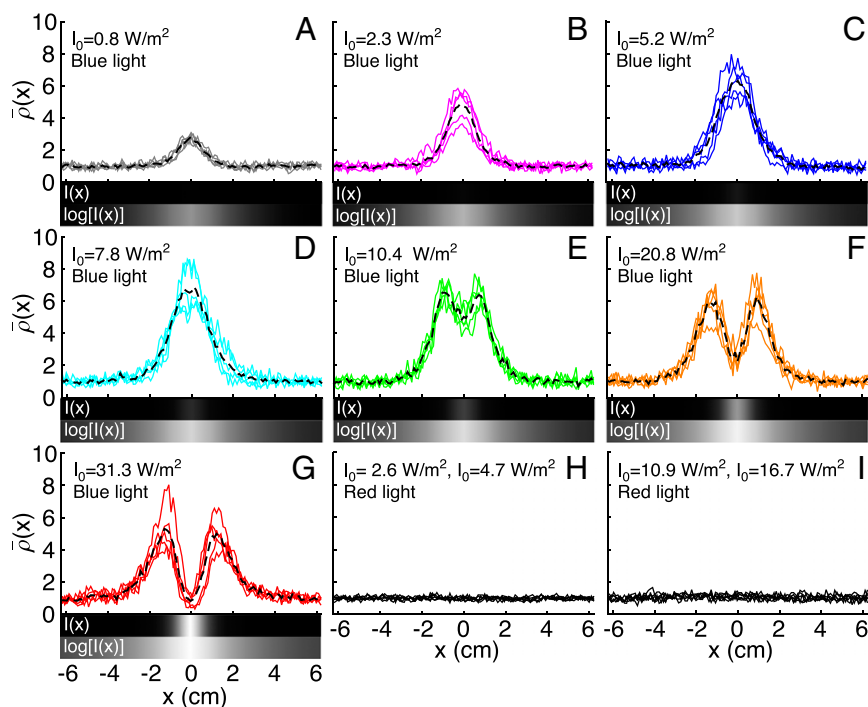 A
I₀=0.8 W/m²
Blue light
B
I₀=2.3 W/m²
Blue light
C
I₀=5.2 W/m²
Blue light
ρ̄(x)
10
8
6
4
2
0
I(x)
log[I(x)]
D
I₀=7.8 W/m²
Blue light
E
I₀=10.4 W/m²
Blue light
F
I₀=20.8 W/m²
Blue light
ρ̄(x)
10
8
6
4
2
0
I(x)
log[I(x)]
I(x)
log[I(x)]
I(x)
log[I(x)]
G
I₀=31.3 W/m²
Blue light
H
I₀= 2.6 W/m², I₀=4.7 W/m²
Red light
I
I₀=10.9 W/m², I₀=16.7 W/m²
Red light
ρ̄(x)
10
8
6
4
2
0
I(x)
log[I(x)]
-6 -4 -2 0 2 4 6
x (cm)
-6 -4 -2 0 2 4 6
x (cm)
-6 -4 -2 0 2 4 6
x (cm)